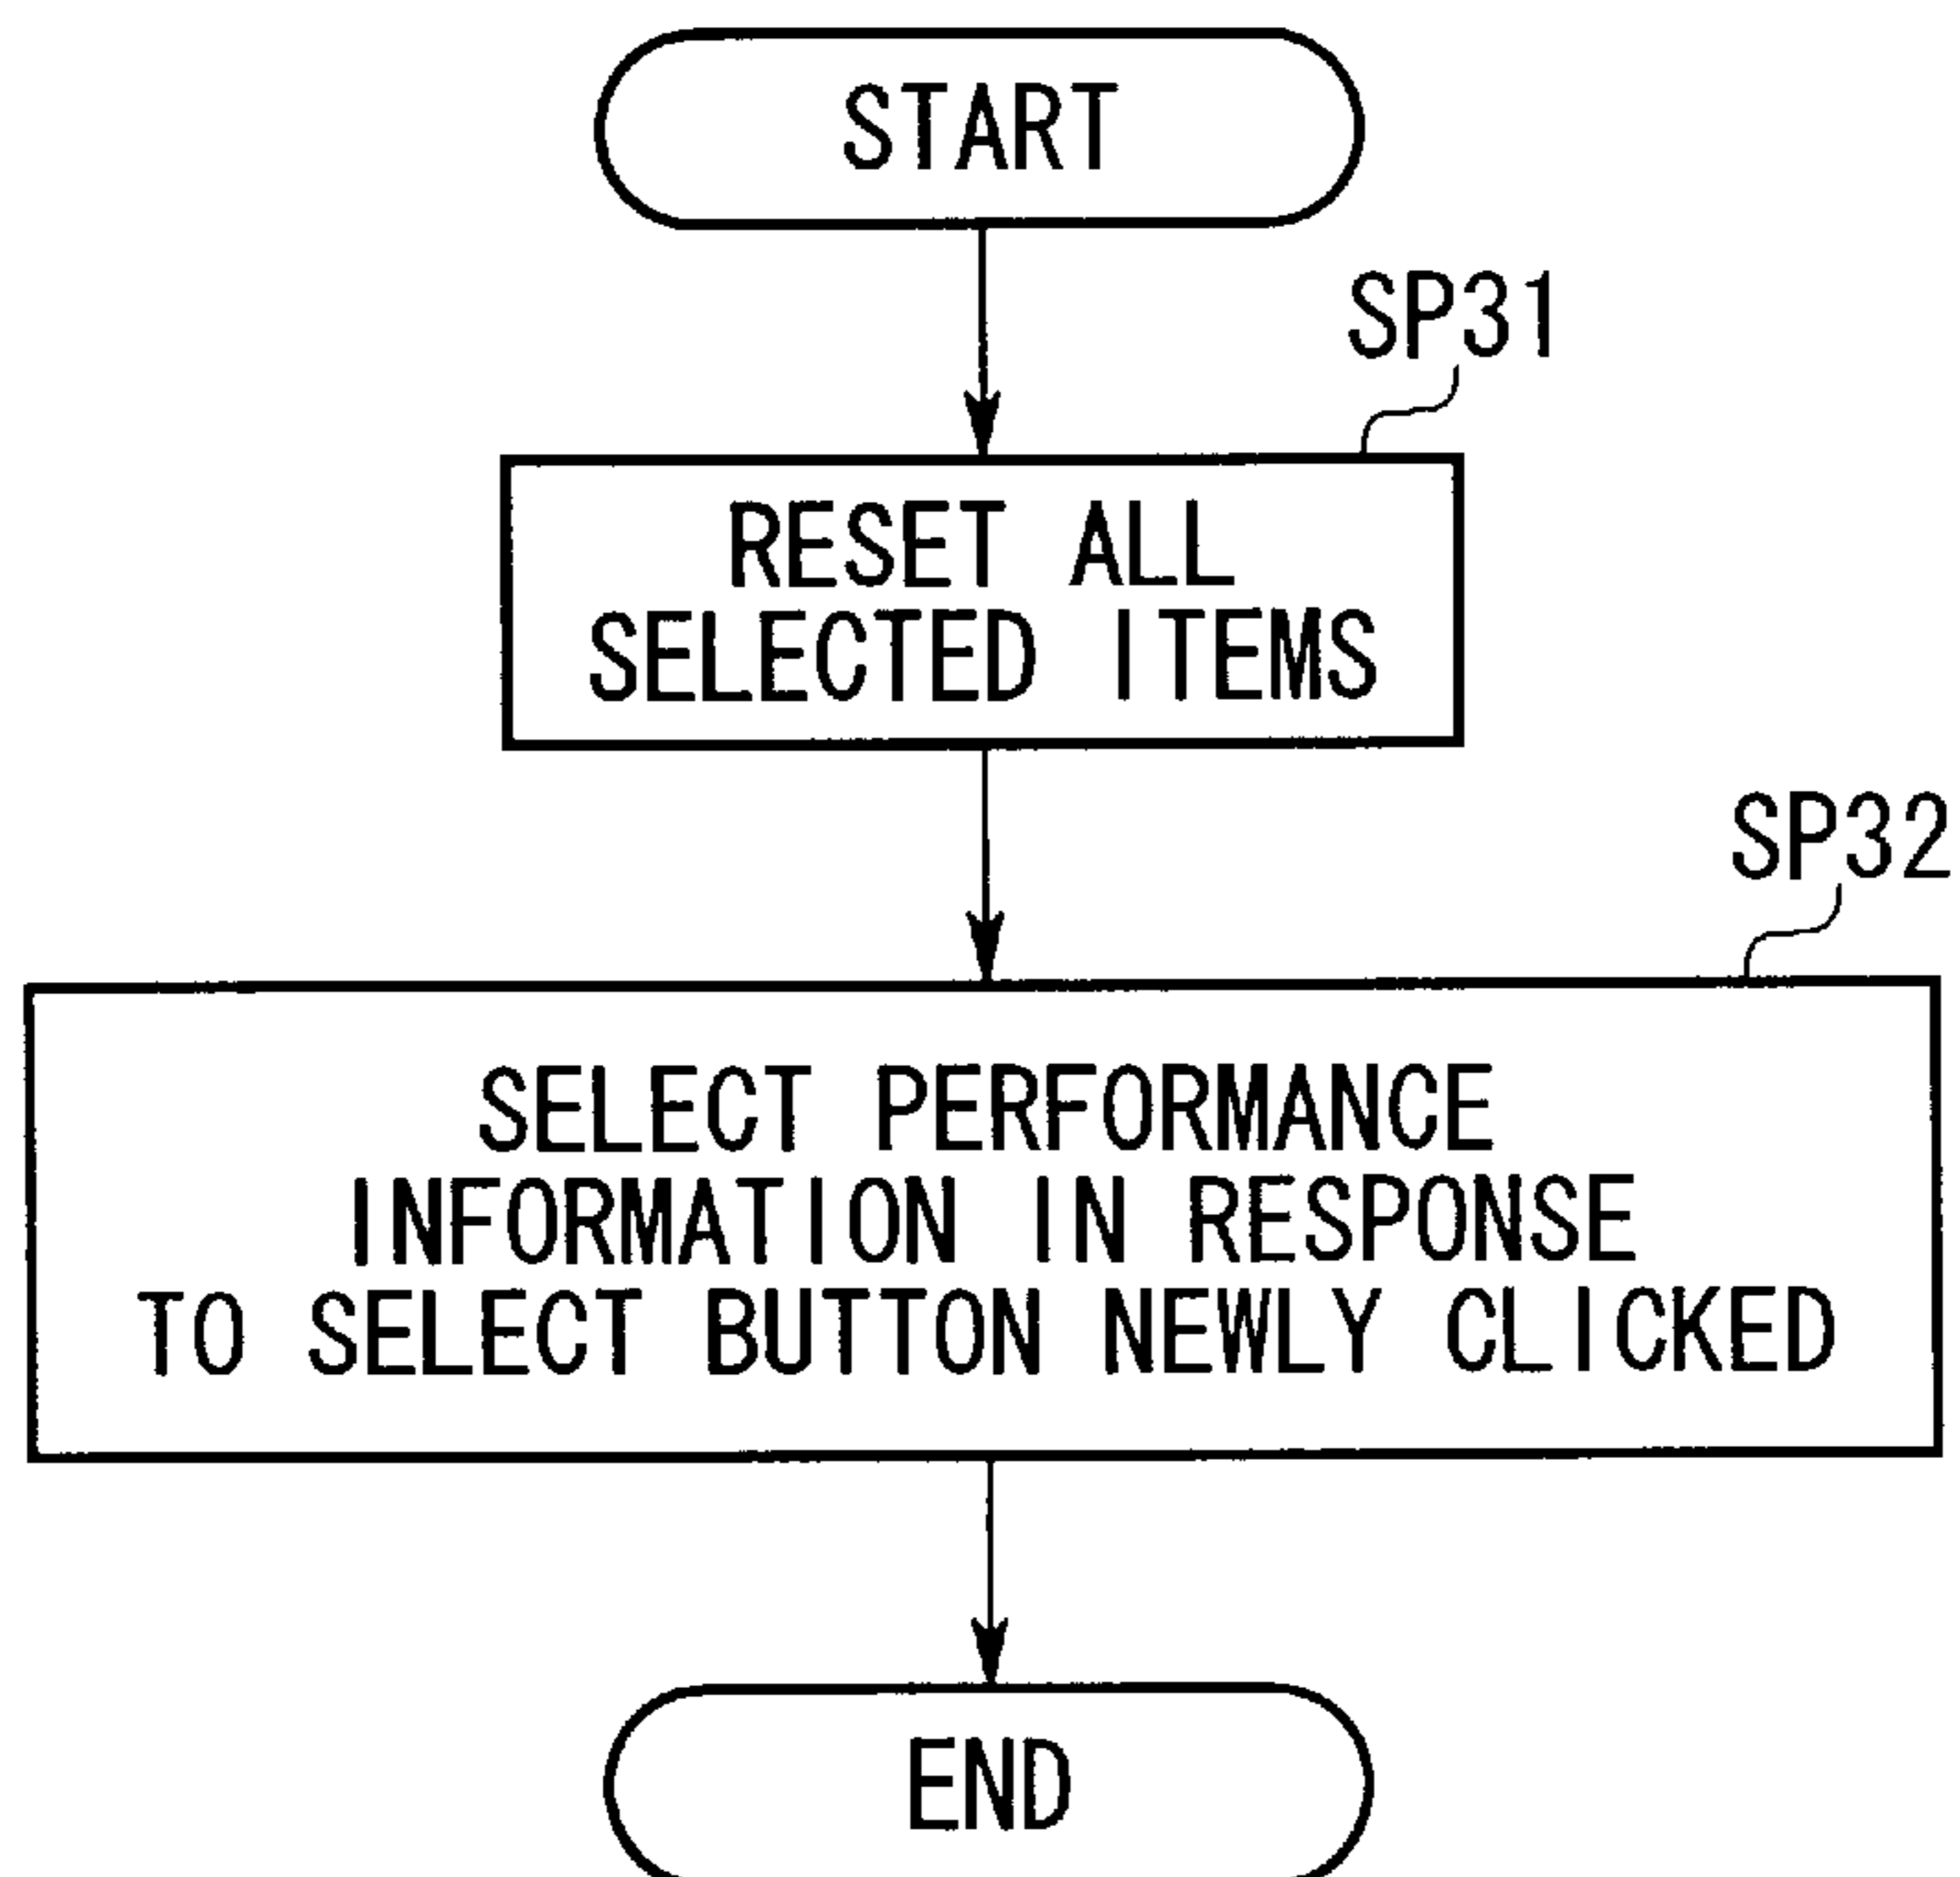 START
SP31
RESET ALL
SELECTED ITEMS
SP32
SELECT PERFORMANCE
INFORMATION IN RESPONSE
TO SELECT BUTTON NEWLY CLICKED
END